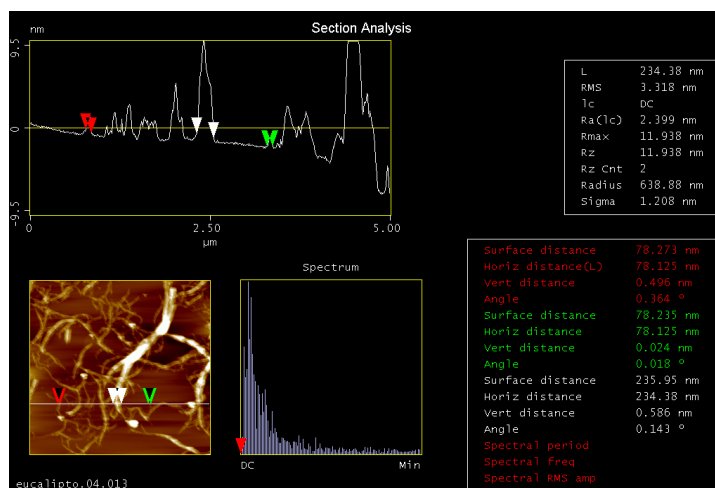 Section Analysis
nm
9.5
0
-9.5
0
2.50
5.00
µm
L 234.38 nm
RMS 3.318 nm
lc DC
Ra(lc) 2.399 nm
Rmax 11.938 nm
Rz 11.938 nm
Rz Cnt 2
Radius 638.88 nm
Sigma 1.208 nm
Spectrum
DC
Min
Surface distance 78.273 nm
Horiz distance(L) 78.125 nm
Vert distance 0.496 nm
Angle 0.364 º
Surface distance 78.235 nm
Horiz distance 78.125 nm
Vert distance 0.024 nm
Angle 0.018 º
Surface distance 235.95 nm
Horiz distance 234.38 nm
Vert distance 0.586 nm
Angle 0.143 º
Spectral period
Spectral freq
Spectral RMS amp
eucalipto.04.013